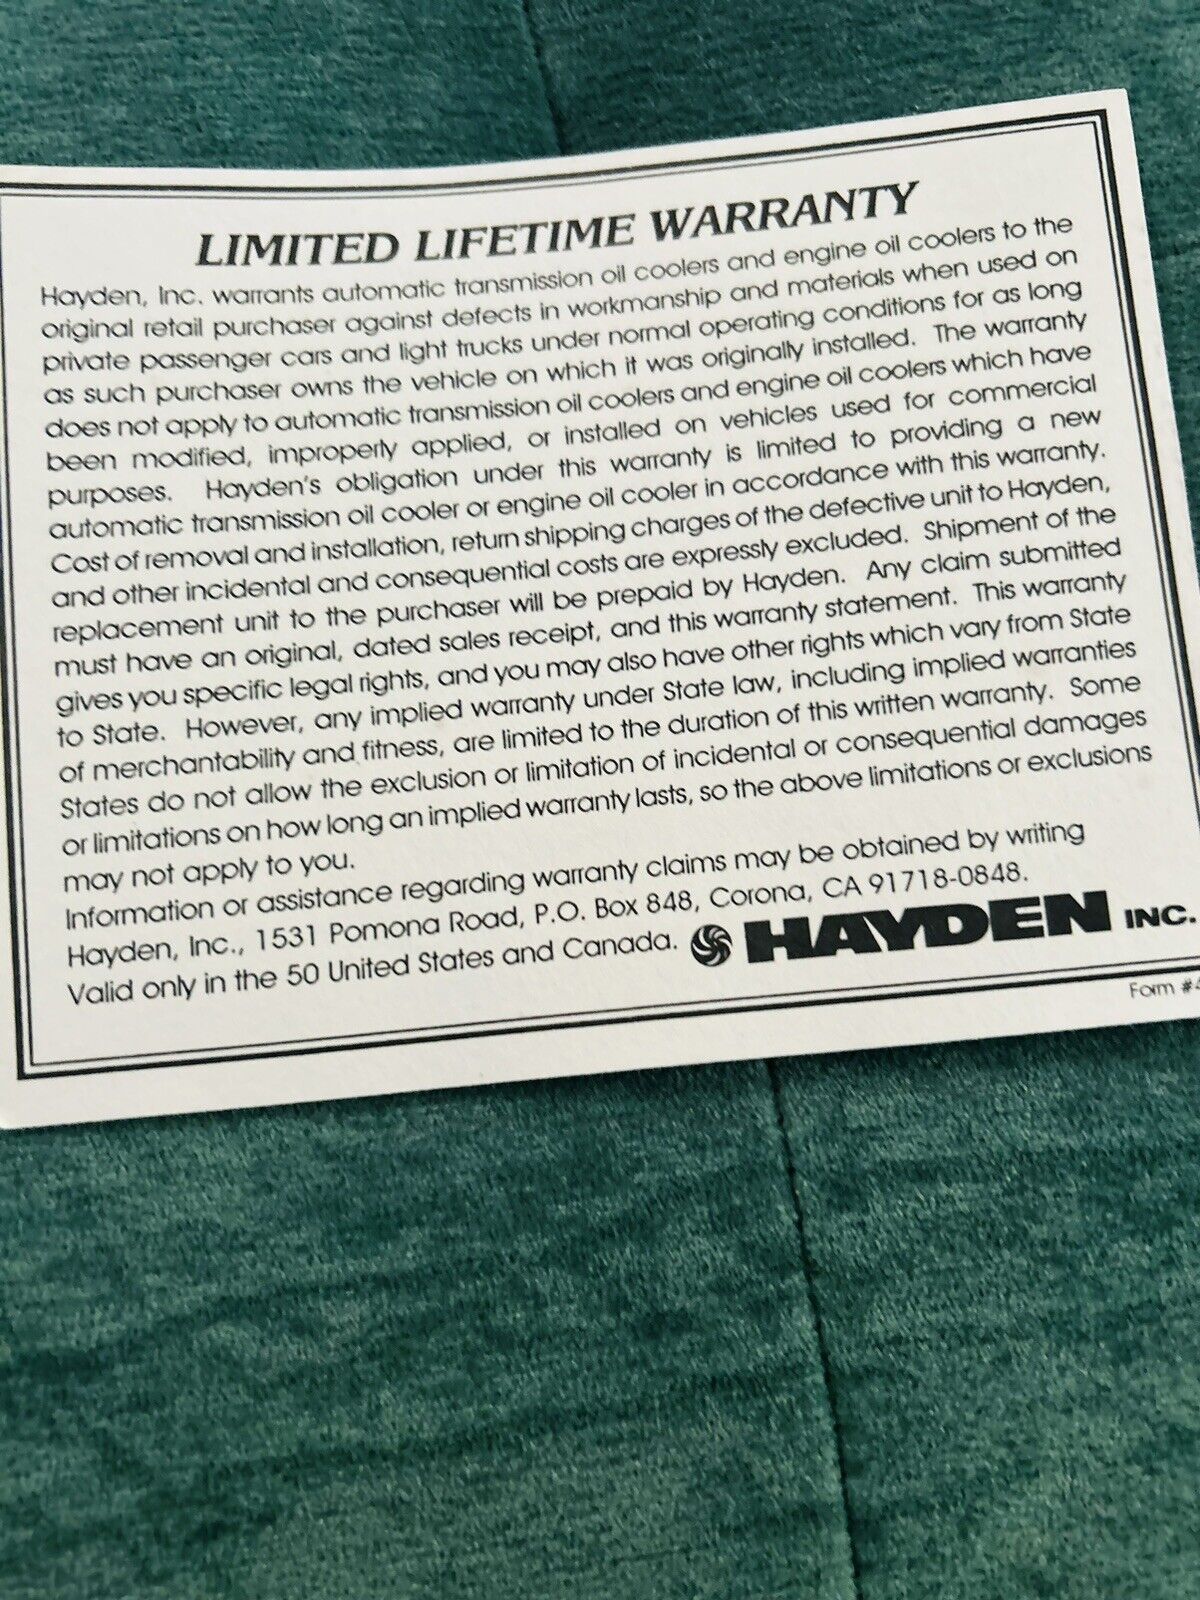 LIMITED LIFETIME WARRANTY
Hayden, Inc. warrants automatic transmission oil coolers and engine oil coolers to the
original retail purchaser against defects in workmanship and materials when used on
private passenger cars and light trucks under normal operating conditions for as long
as such purchaser owns the vehicle on which it was originally installed. The warranty
does not apply to automatic transmission oil coolers and engine oil coolers which have
been modified, improperly applied, or installed on vehicles used for commercial
purposes. Hayden's obligation under this warranty is limited to providing a new
automatic transmission oil cooler or engine oil cooler in accordance with this warranty.
Cost of removal and installation, return shipping charges of the defective unit to Hayden,
and other incidental and consequential costs are expressly excluded. Shipment of the
replacement unit to the purchaser will be prepaid by Hayden. Any claim submitted
must have an original, dated sales receipt, and this warranty statement. This warranty
gives you specific legal rights, and you may also have other rights which vary from State
to State. However, any implied warranty under State law, including implied warranties
of merchantability and fitness, are limited to the duration of this written warranty. Some
States do not allow the exclusion or limitation of incidental or consequential damages
or limitations on how long an implied warranty lasts, so the above limitations or exclusions
may not apply to you.
Information or assistance regarding warranty claims may be obtained by writing
Hayden, Inc., 1531 Pomona Road, P.O. Box 848, Corona, CA 91718-0848.
Valid only in the 50 United States and Canada. HAYDEN INC.
Form #4